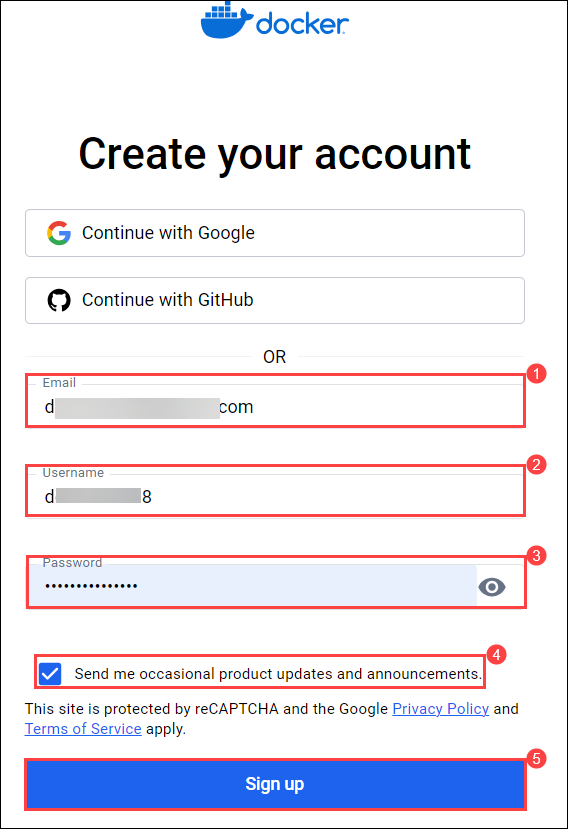 docker
Create your account
Continue with Google
Continue with GitHub
OR
1
Email
d com
2
Username
d 8
3
Password
•••••••••••••••
4
Send me occasional product updates and announcements.
This site is protected by reCAPTCHA and the Google Privacy Policy and
Terms of Service apply.
5
Sign up